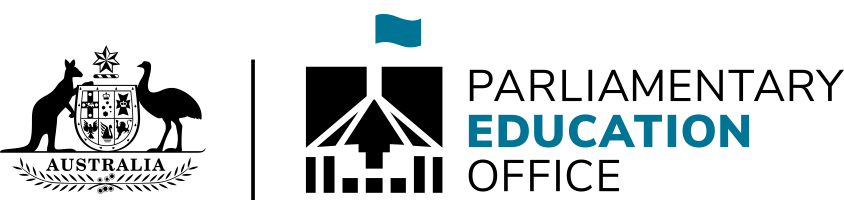 AUSTRALIA
PARLIAMENTARY
EDUCATION
OFFICE